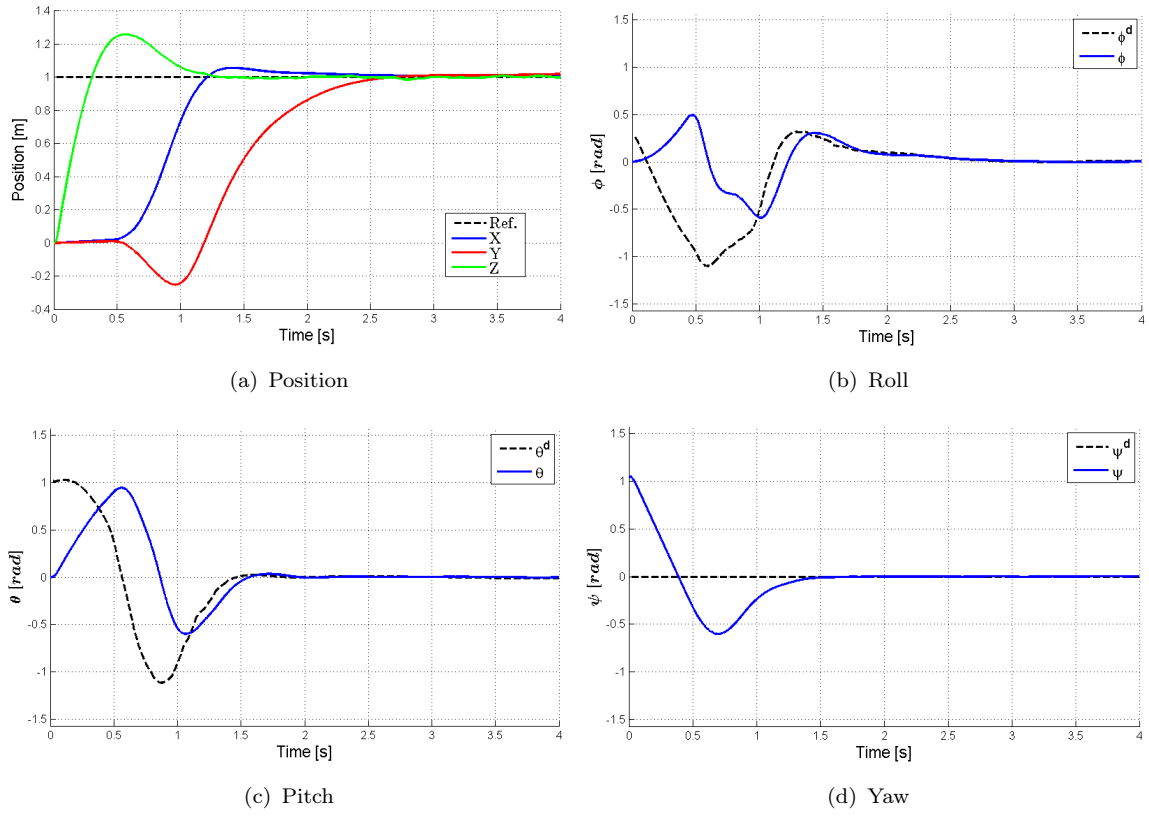 1.4
1.2
1
0.8
0.6
0.4
0.2
0
-0.2
-0.4
Position [m]
0 0.5 1 1.5 2 2.5 3 3.5 4
Time [s]
Ref.
X
Y
Z
(a) Position
1.5
1
0.5
0
-0.5
-1
-1.5
ϕ [rad]
0 0.5 1 1.5 2 2.5 3 3.5 4
Time [s]
ϕᵈ
ϕ
(b) Roll
1.5
1
0.5
0
-0.5
-1
-1.5
θ [rad]
0 0.5 1 1.5 2 2.5 3 3.5 4
Time [s]
θᵈ
θ
(c) Pitch
1.5
1
0.5
0
-0.5
-1
-1.5
ψ [rad]
0 0.5 1 1.5 2 2.5 3 3.5 4
Time [s]
ψᵈ
ψ
(d) Yaw